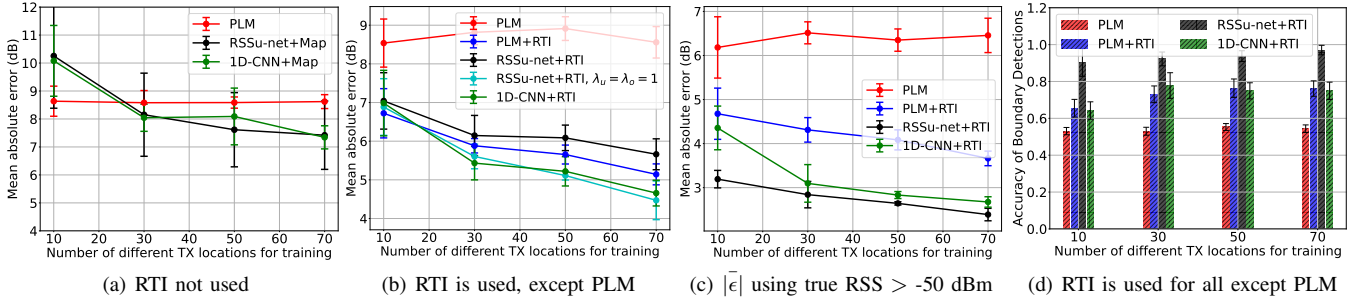 Mean absolute error (dB)
12
11
10
9
8
7
6
5
4
10 20 30 40 50 60 70
Number of different TX locations for training
PLM
RSSu-net+Map
1D-CNN+Map
(a) RTI not used
Mean absolute error (dB)
9
8
7
6
5
4
10 20 30 40 50 60 70
Number of different TX locations for training
PLM
PLM+RTI
RSSu-net+RTI
RSSu-net+RTI, λu = λo = 1
1D-CNN+RTI
(b) RTI is used, except PLM
Mean absolute error (dB)
7
6
5
4
3
10 20 30 40 50 60 70
Number of different TX locations for training
PLM
PLM+RTI
RSSu-net+RTI
1D-CNN+RTI
(c) |ϵ̄| using true RSS > -50 dBm
Accuracy of Boundary Detections
1.2
1.0
0.8
0.6
0.4
0.2
0.0
10 30 50 70
Number of different TX locations for training
PLM
PLM+RTI
RSSu-net+RTI
1D-CNN+RTI
(d) RTI is used for all except PLM